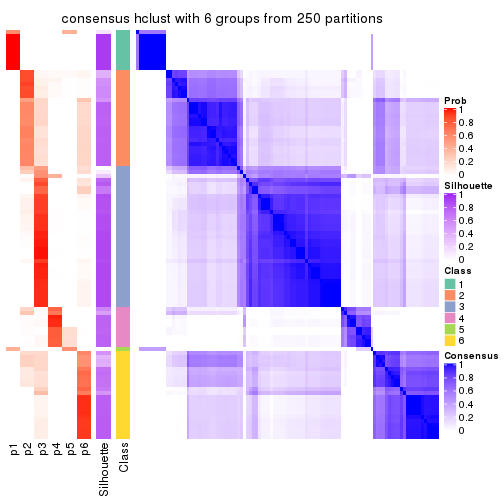 consensus hclust with 6 groups from 250 partitions
Prob
1
0.8
0.6
0.4
0.2
0
Silhouette
1
0.8
0.6
0.4
0.2
0
Class
1
2
3
4
5
6
Consensus
1
0.8
0.6
0.4
0.2
0
p1
p2
p3
p4
p5
p6
Silhouette
Class